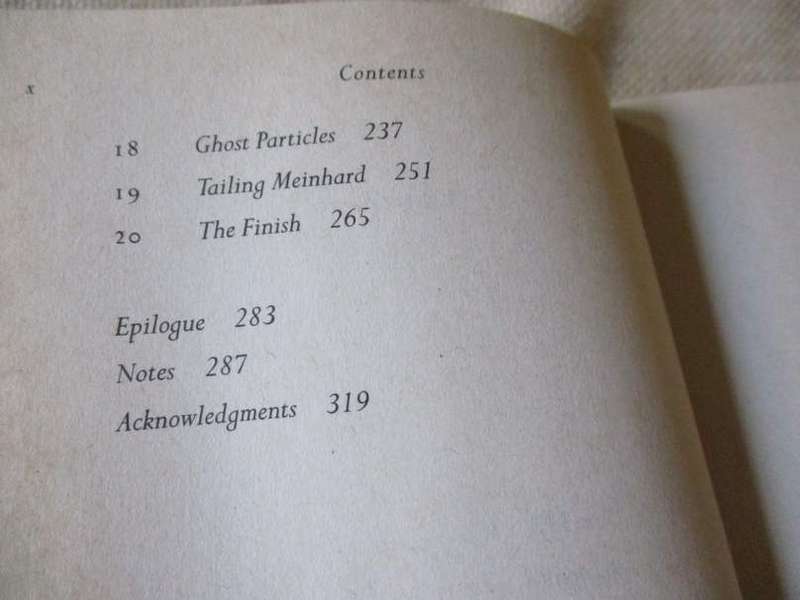 x
Contents
18 Ghost Particles 237
19 Tailing Meinhard 251
20 The Finish 265
Epilogue 283
Notes 287
Acknowledgments 319